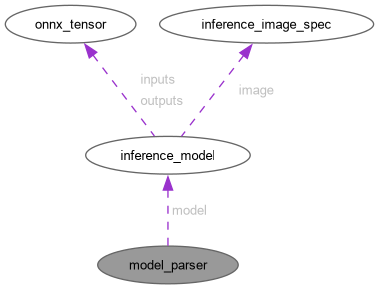 onnx_tensor
inference_image_spec
inputs
outputs
image
inference_model
model
model_parser